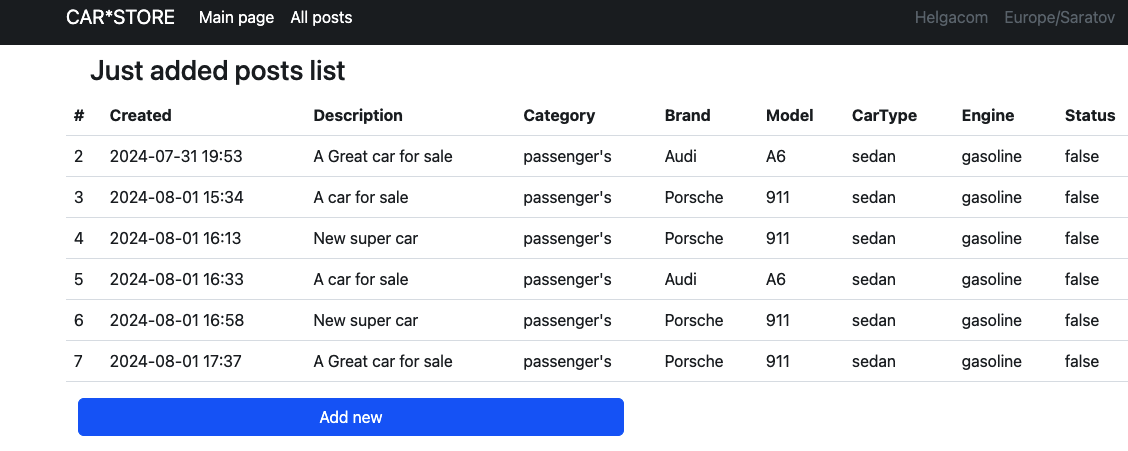 CAR*STORE Main page All posts Helgacom Europe/Saratov
Just added posts list
# Created Description Category Brand Model CarType Engine Status
2 2024-07-31 19:53 A Great car for sale passenger's Audi A6 sedan gasoline false
3 2024-08-01 15:34 A car for sale passenger's Porsche 911 sedan gasoline false
4 2024-08-01 16:13 New super car passenger's Porsche 911 sedan gasoline false
5 2024-08-01 16:33 A car for sale passenger's Audi A6 sedan gasoline false
6 2024-08-01 16:58 New super car passenger's Porsche 911 sedan gasoline false
7 2024-08-01 17:37 A Great car for sale passenger's Porsche 911 sedan gasoline false
Add new